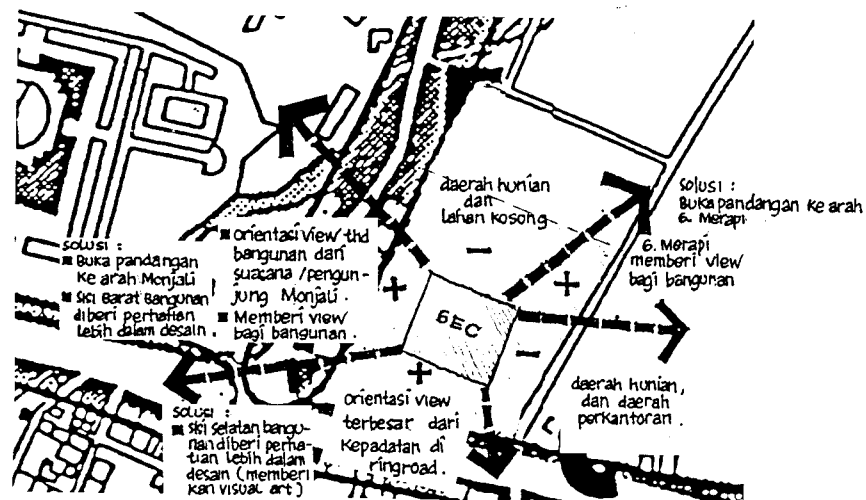 daerah hunian
dan
lahan kosong
solusi :
Buka pandangan ke arah
G. Merapi
G. Merapi
memberi view
bagi bangunan
solusi :
■ Buka pandangan
ke arah Monjali
■ sisi Barat Bangunan
diberi perhatian
lebih dalam desain.
■ orientasi view thd
bangunan dari
suasana /pengun-
jung Monjali.
■ Memberi view
bagi bangunan.
GEC
daerah hunian,
dan daerah
perkantoran.
orientasi view
terbesar dari
kepadatan di
ringroad.
solusi :
■ sisi selatan bangu-
nan diberi perha-
tian lebih dalam
desain (memberi
kan visual art)